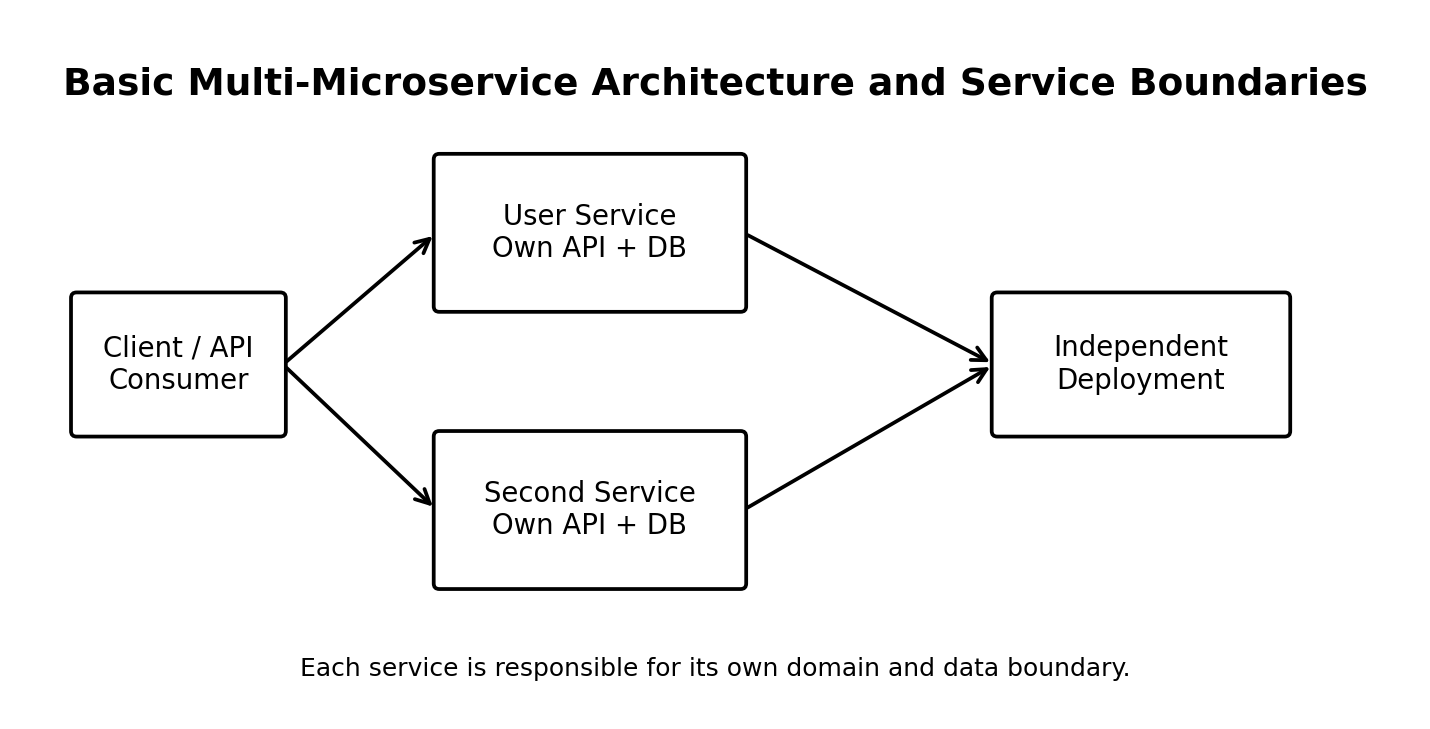 Basic Multi-Microservice Architecture and Service Boundaries
User Service
Own API + DB
Client / API
Consumer
Independent
Deployment
Second Service
Own API + DB
Each service is responsible for its own domain and data boundary.